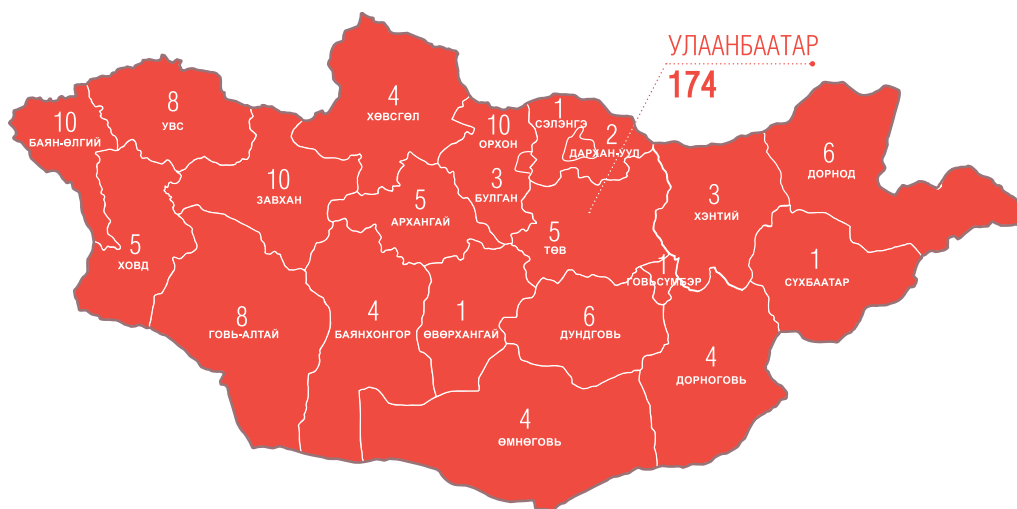 УЛААНБААТАР
174
4
ХӨВСГӨЛ
8
УВС
10
БАЯН-ӨЛГИЙ
10
ОРХОН
1
СЭЛЭНГЭ
2
ДАРХАН-УУЛ
6
ДОРНОД
10
ЗАВХАН
3
БУЛГАН
3
ХЭНТИЙ
5
АРХАНГАЙ
5
ХОВД
5
ТӨВ
1
ГОВЬСҮМБЭР
1
СҮХБААТАР
8
ГОВЬ-АЛТАЙ
4
БАЯНХОНГОР
1
ӨВӨРХАНГАЙ
6
ДУНДГОВЬ
4
ДОРНОГОВЬ
4
ӨМНӨГОВЬ